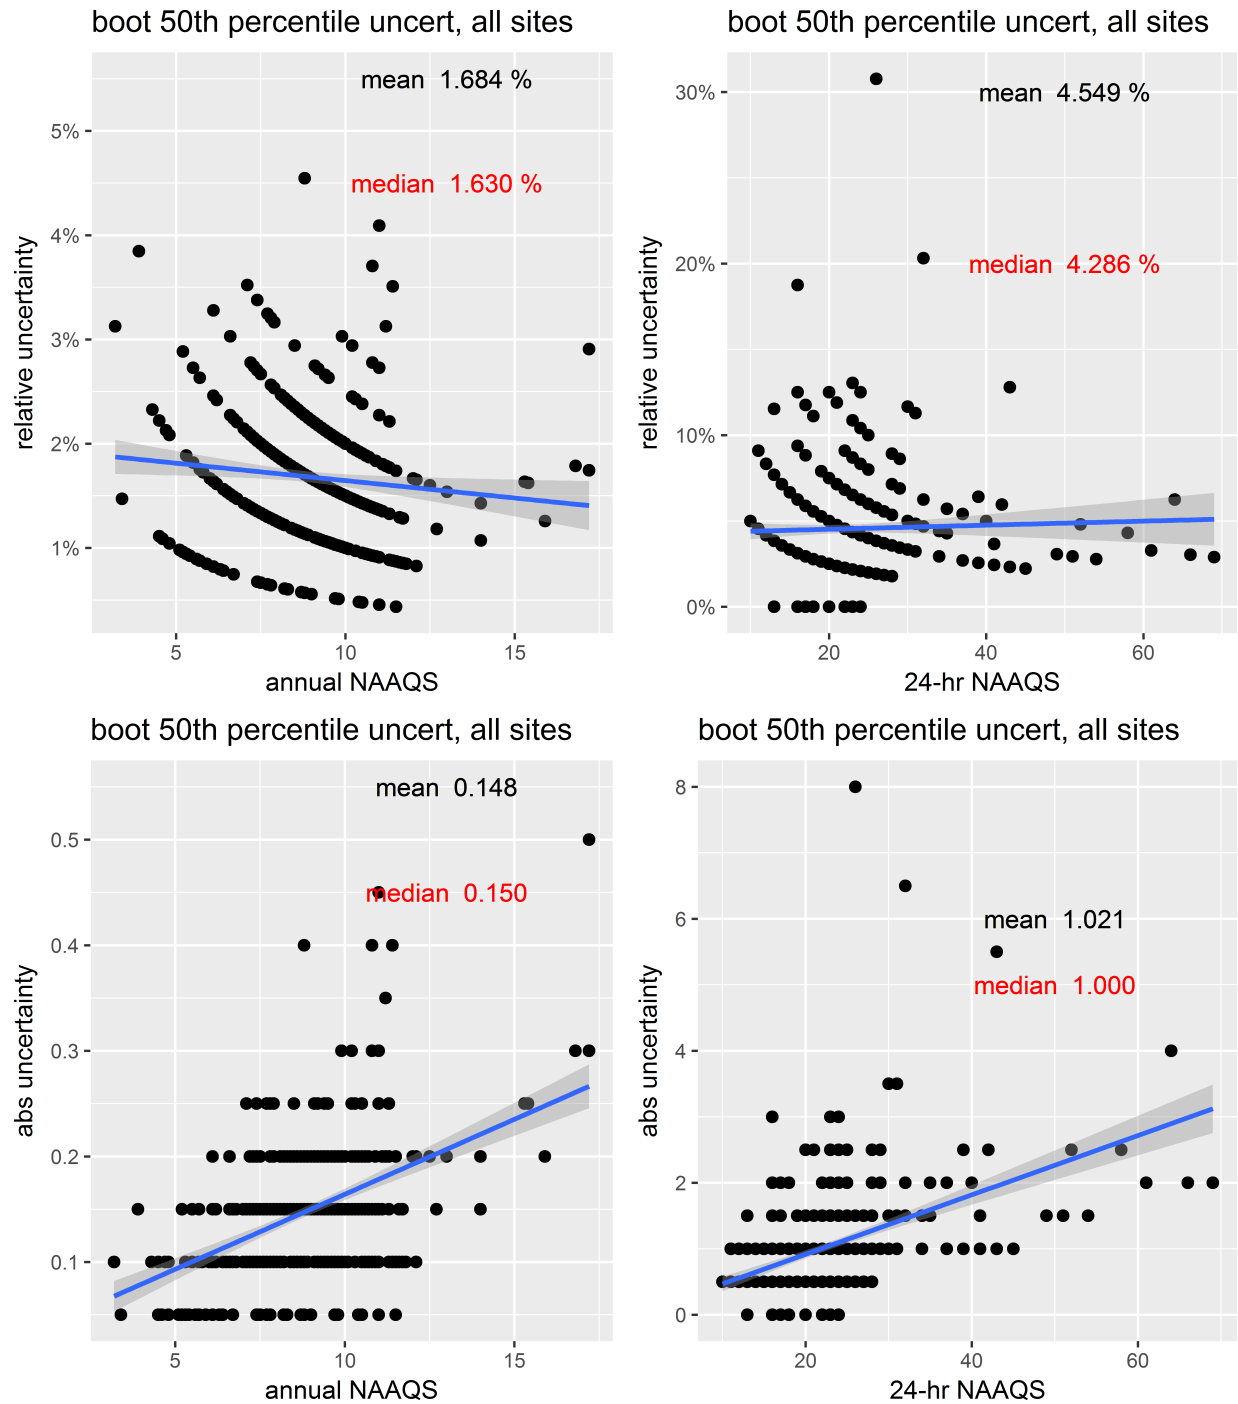 boot 50th percentile uncert, all sites
mean 1.684 %
5%
median 1.630 %
4%
3%
2%
1%
relative uncertainty
5 10 15
annual NAAQS
boot 50th percentile uncert, all sites
30%
mean 4.549 %
20%
median 4.286 %
10%
0%
relative uncertainty
20 40 60
24-hr NAAQS
boot 50th percentile uncert, all sites
mean 0.148
0.5
median 0.150
0.4
0.3
0.2
0.1
abs uncertainty
5 10 15
annual NAAQS
boot 50th percentile uncert, all sites
8
6
mean 1.021
median 1.000
4
2
0
abs uncertainty
20 40 60
24-hr NAAQS